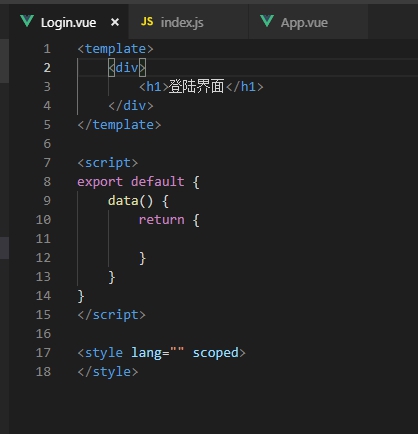 Login.vue × JS index.js App.vue
1 <template>
2     <div>
3         <h1>登陆界面</h1>
4     </div>
5 </template>
6
7 <script>
8 export default {
9     data() {
10         return {
11
12         }
13     }
14 }
15 </script>
16
17 <style lang="" scoped>
18 </style>